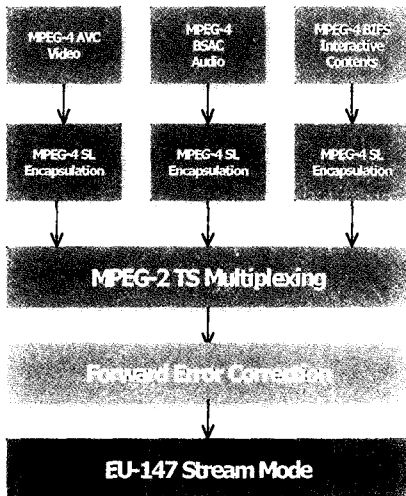 MPEG-4 AVC
Video
MPEG-4
BSAC
Audio
MPEG-4 BIFS
Interactive
Contents
MPEG-4 SL
Encapsulation
MPEG-4 SL
Encapsulation
MPEG-4 SL
Encapsulation
MPEG-2 TS Multiplexing
Forward Error Correction
EU-147 Stream Mode